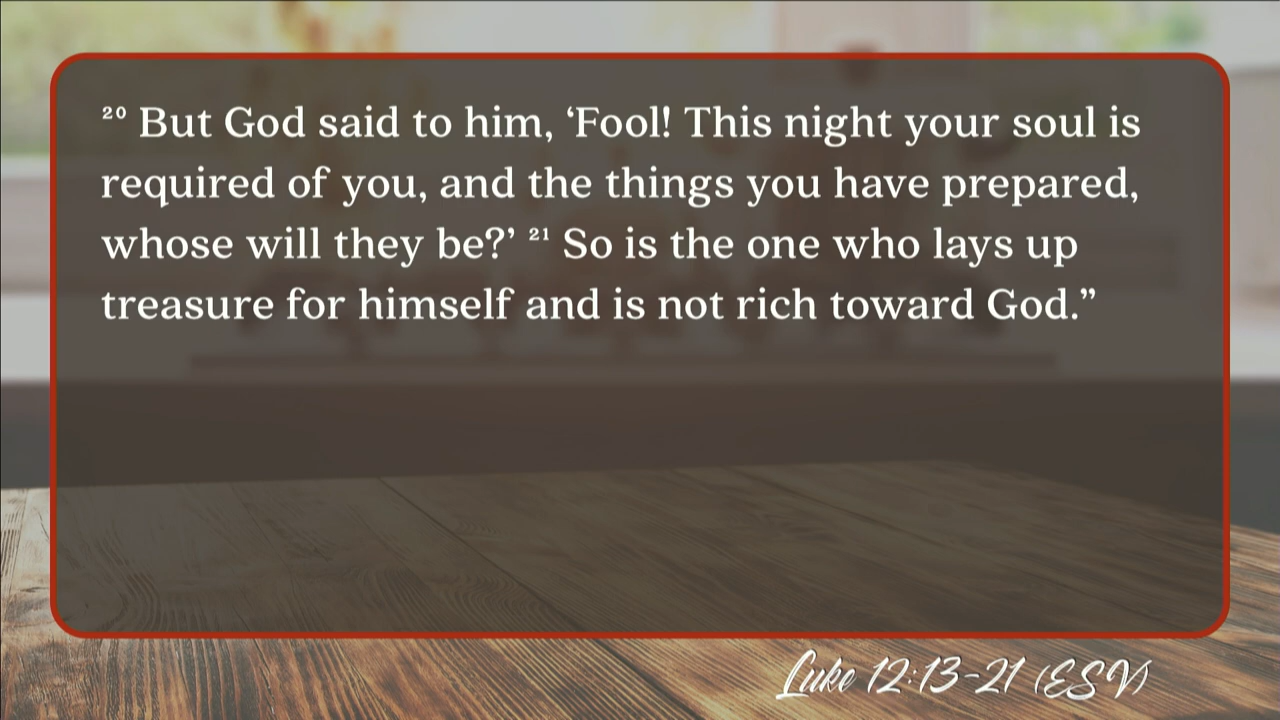 ²⁰ But God said to him, ‘Fool! This night your soul is
required of you, and the things you have prepared,
whose will they be?’ ²¹ So is the one who lays up
treasure for himself and is not rich toward God.”
Luke 12:13-21 (ESV)